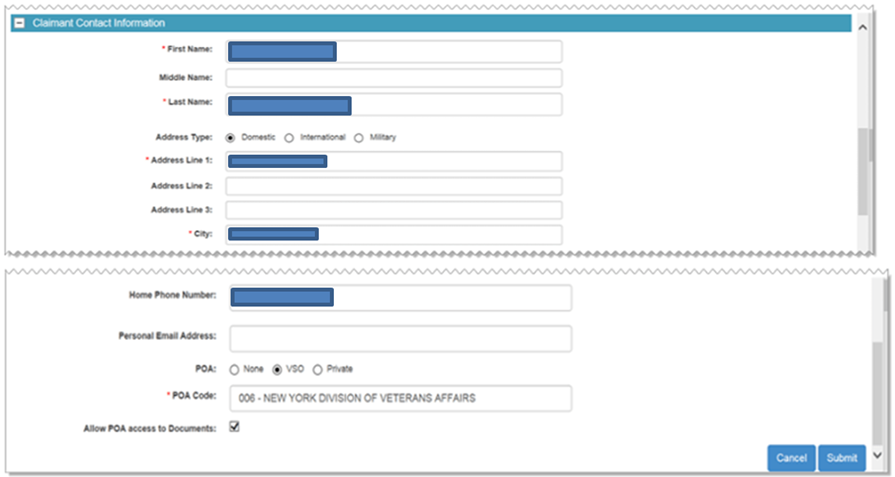 Claimant Contact Information
* First Name:
Middle Name:
* Last Name:
Address Type: Domestic International Military
* Address Line 1:
Address Line 2:
Address Line 3:
* City:
Home Phone Number:
Personal Email Address:
POA: None VSO Private
* POA Code: 006 - NEW YORK DIVISION OF VETERANS AFFAIRS
Allow POA access to Documents:
Cancel Submit